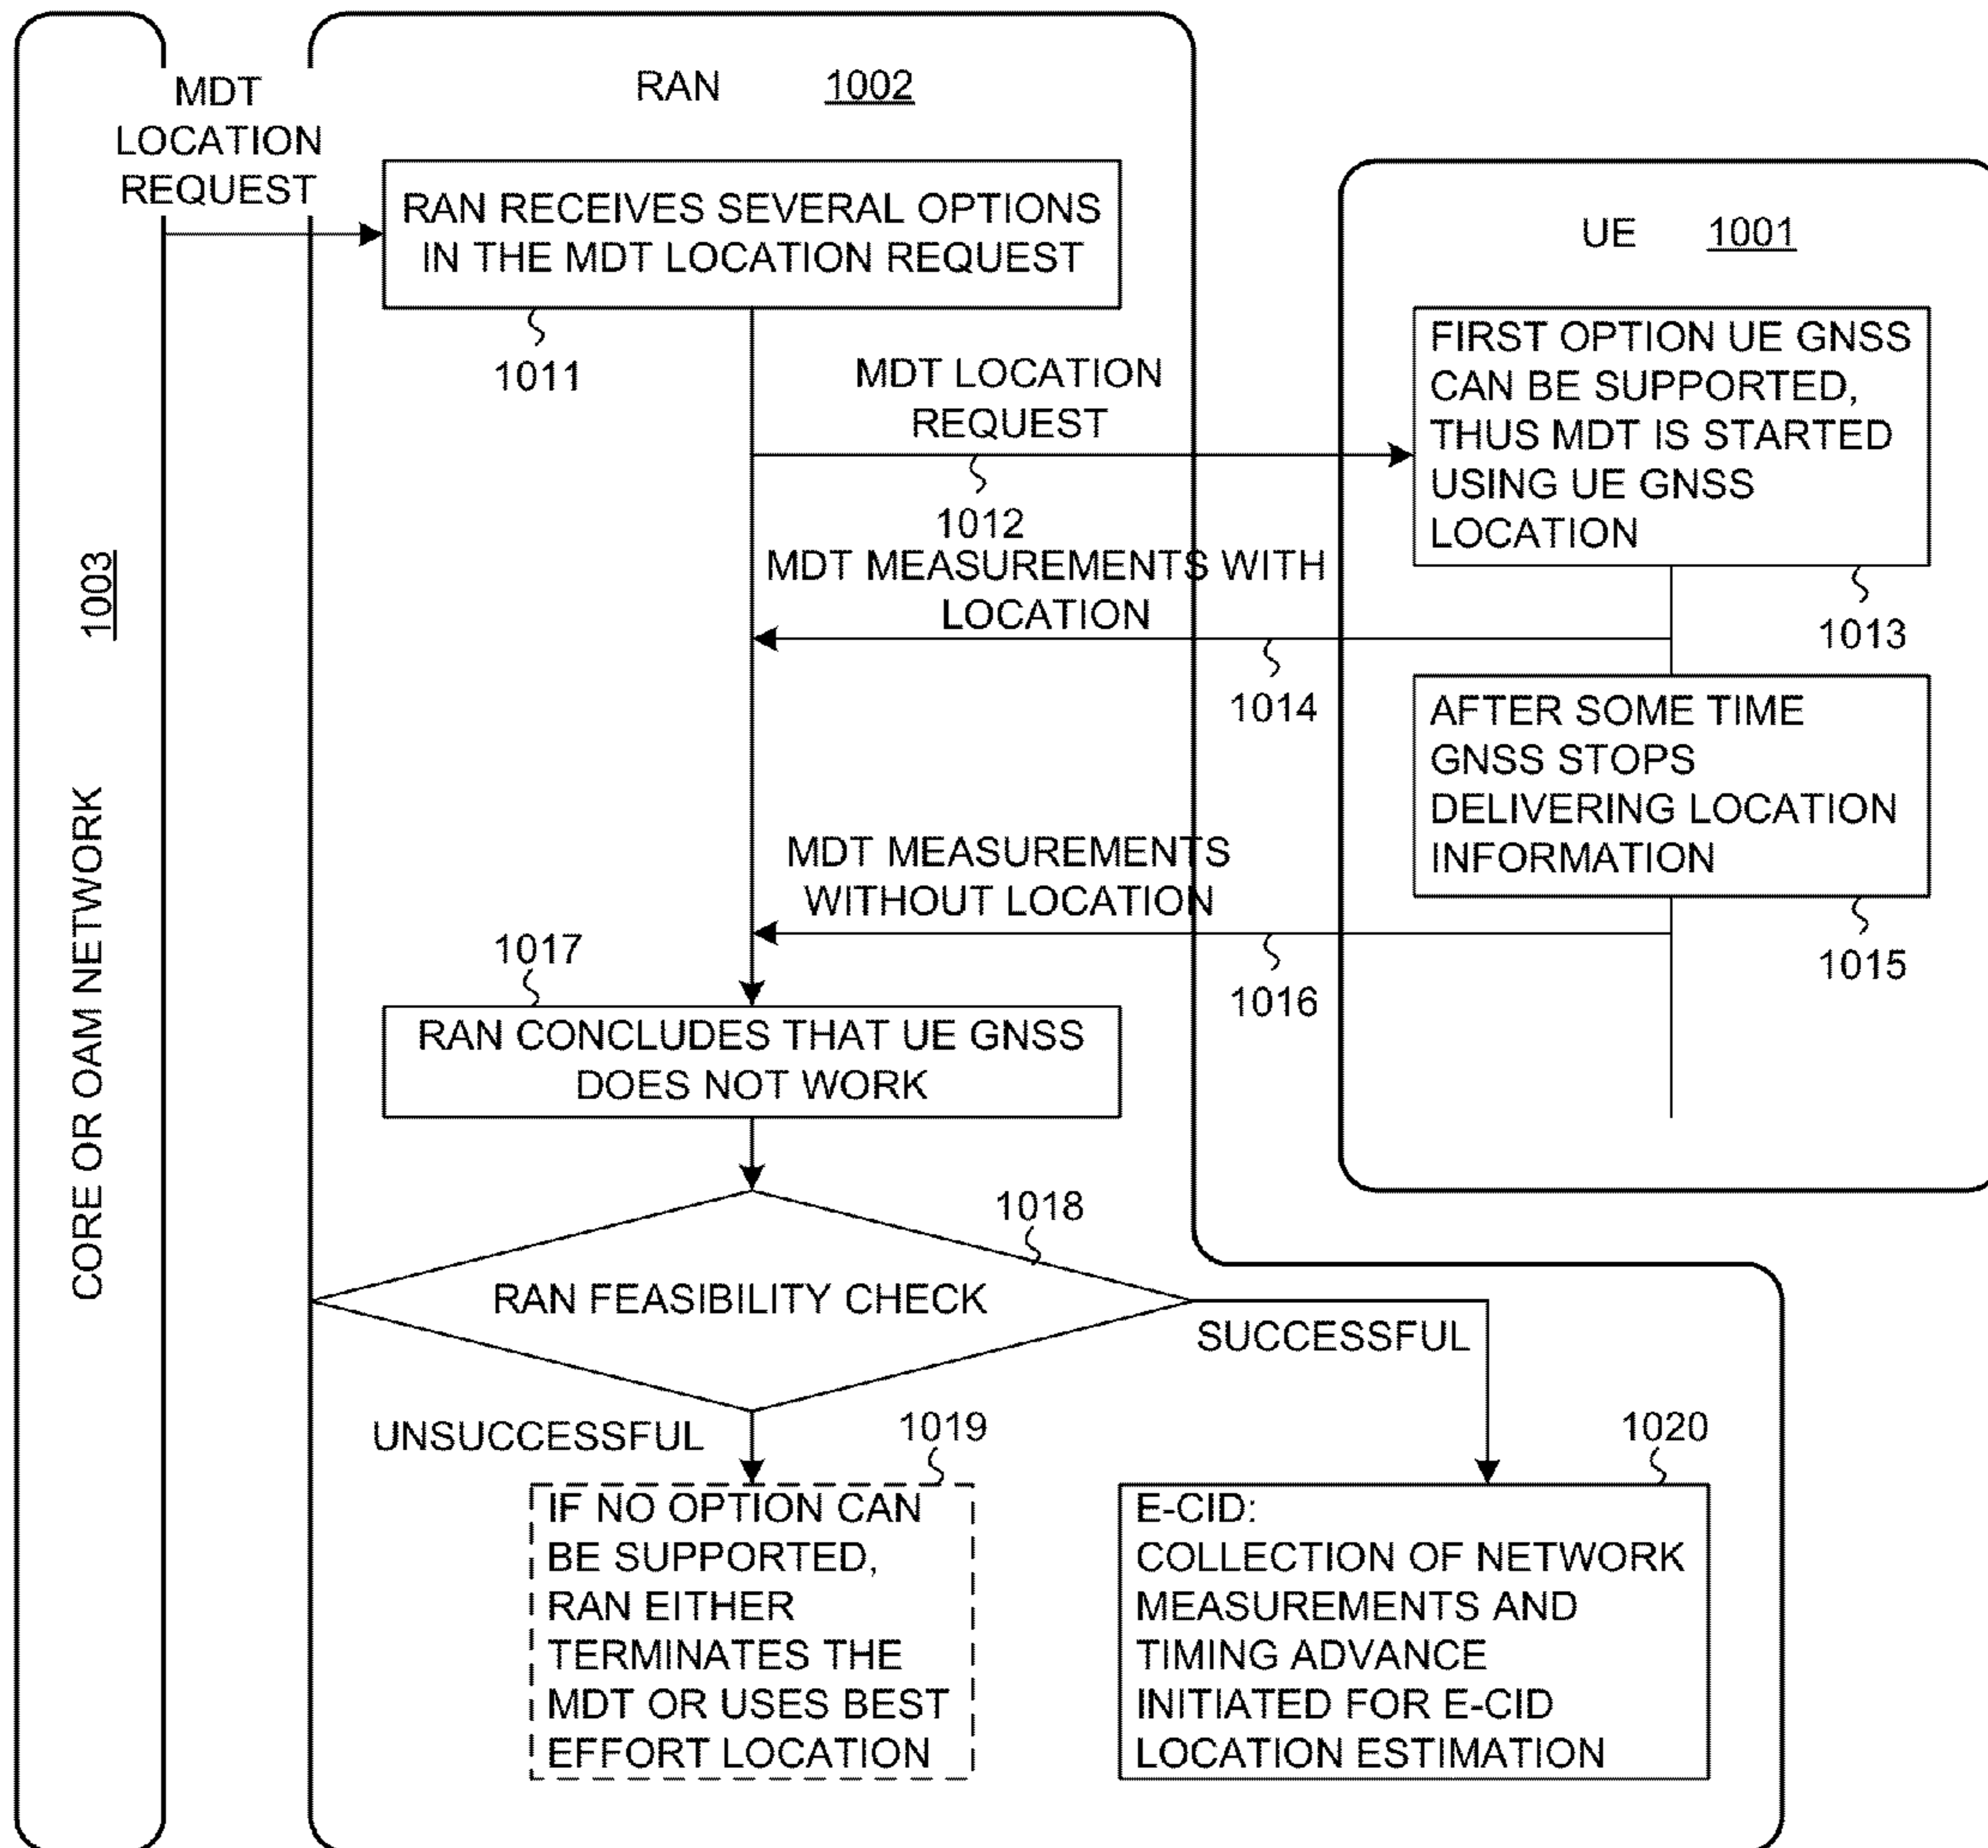 MDT
LOCATION
REQUEST
RAN 1002
RAN RECEIVES SEVERAL OPTIONS
IN THE MDT LOCATION REQUEST
1011
UE 1001
MDT LOCATION
REQUEST
1012
FIRST OPTION UE GNSS
CAN BE SUPPORTED,
THUS MDT IS STARTED
USING UE GNSS
LOCATION
1013
MDT MEASUREMENTS WITH
LOCATION
1014
AFTER SOME TIME
GNSS STOPS
DELIVERING LOCATION
INFORMATION
1015
MDT MEASUREMENTS
WITHOUT LOCATION
1016
1017
RAN CONCLUDES THAT UE GNSS
DOES NOT WORK
1018
RAN FEASIBILITY CHECK
SUCCESSFUL
UNSUCCESSFUL
1019
IF NO OPTION CAN
BE SUPPORTED,
RAN EITHER
TERMINATES THE
MDT OR USES BEST
EFFORT LOCATION
1020
E-CID:
COLLECTION OF NETWORK
MEASUREMENTS AND
TIMING ADVANCE
INITIATED FOR E-CID
LOCATION ESTIMATION
CORE OR OAM NETWORK 1003